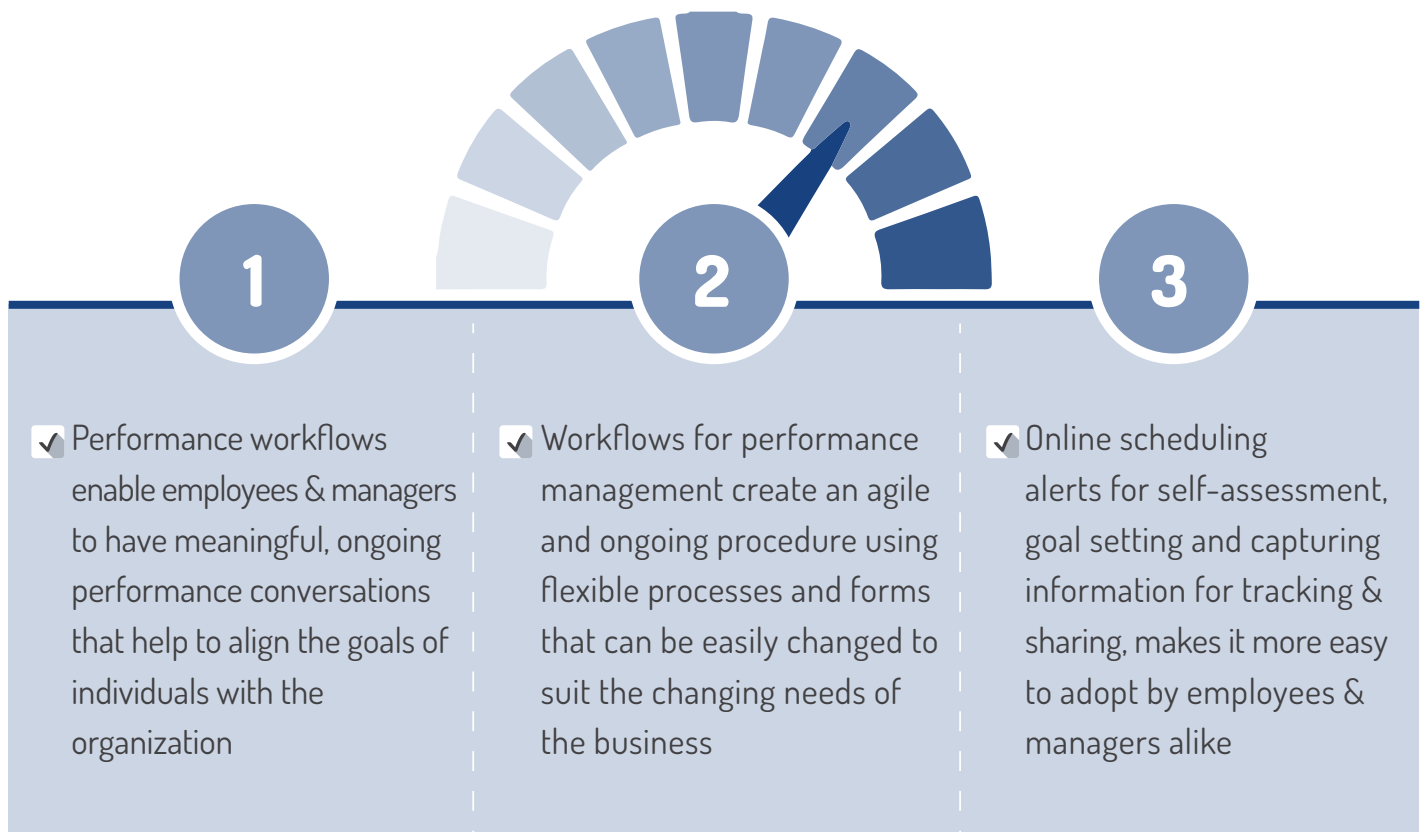 1
2
3
Performance workflows
enable employees & managers
to have meaningful, ongoing
performance conversations
that help to align the goals of
individuals with the
organization
Workflows for performance
management create an agile
and ongoing procedure using
flexible processes and forms
that can be easily changed to
suit the changing needs of
the business
Online scheduling
alerts for self-assessment,
goal setting and capturing
information for tracking &
sharing, makes it more easy
to adopt by employees &
managers alike